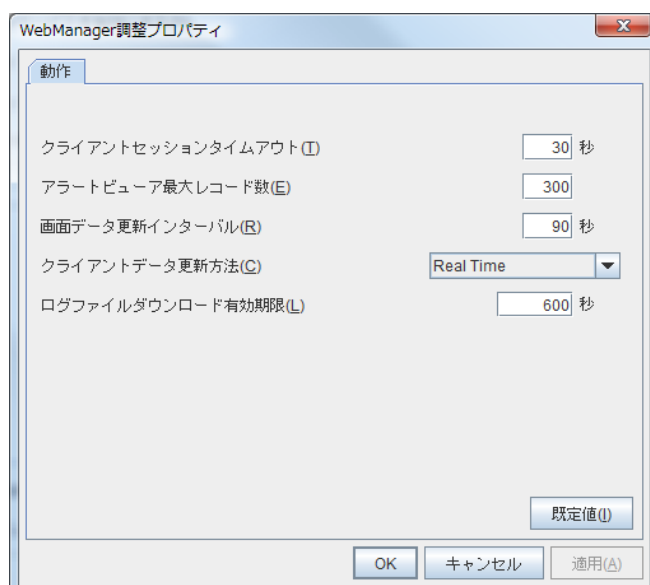 WebManager調整プロパティ
動作
クライアントセッションタイムアウト(T) 30 秒
アラートビューア最大レコード数(E) 300
画面データ更新インターバル(R) 90 秒
クライアントデータ更新方法(C) Real Time
ログファイルダウンロード有効期限(L) 600 秒
既定値(I)
OK キャンセル 適用(A)